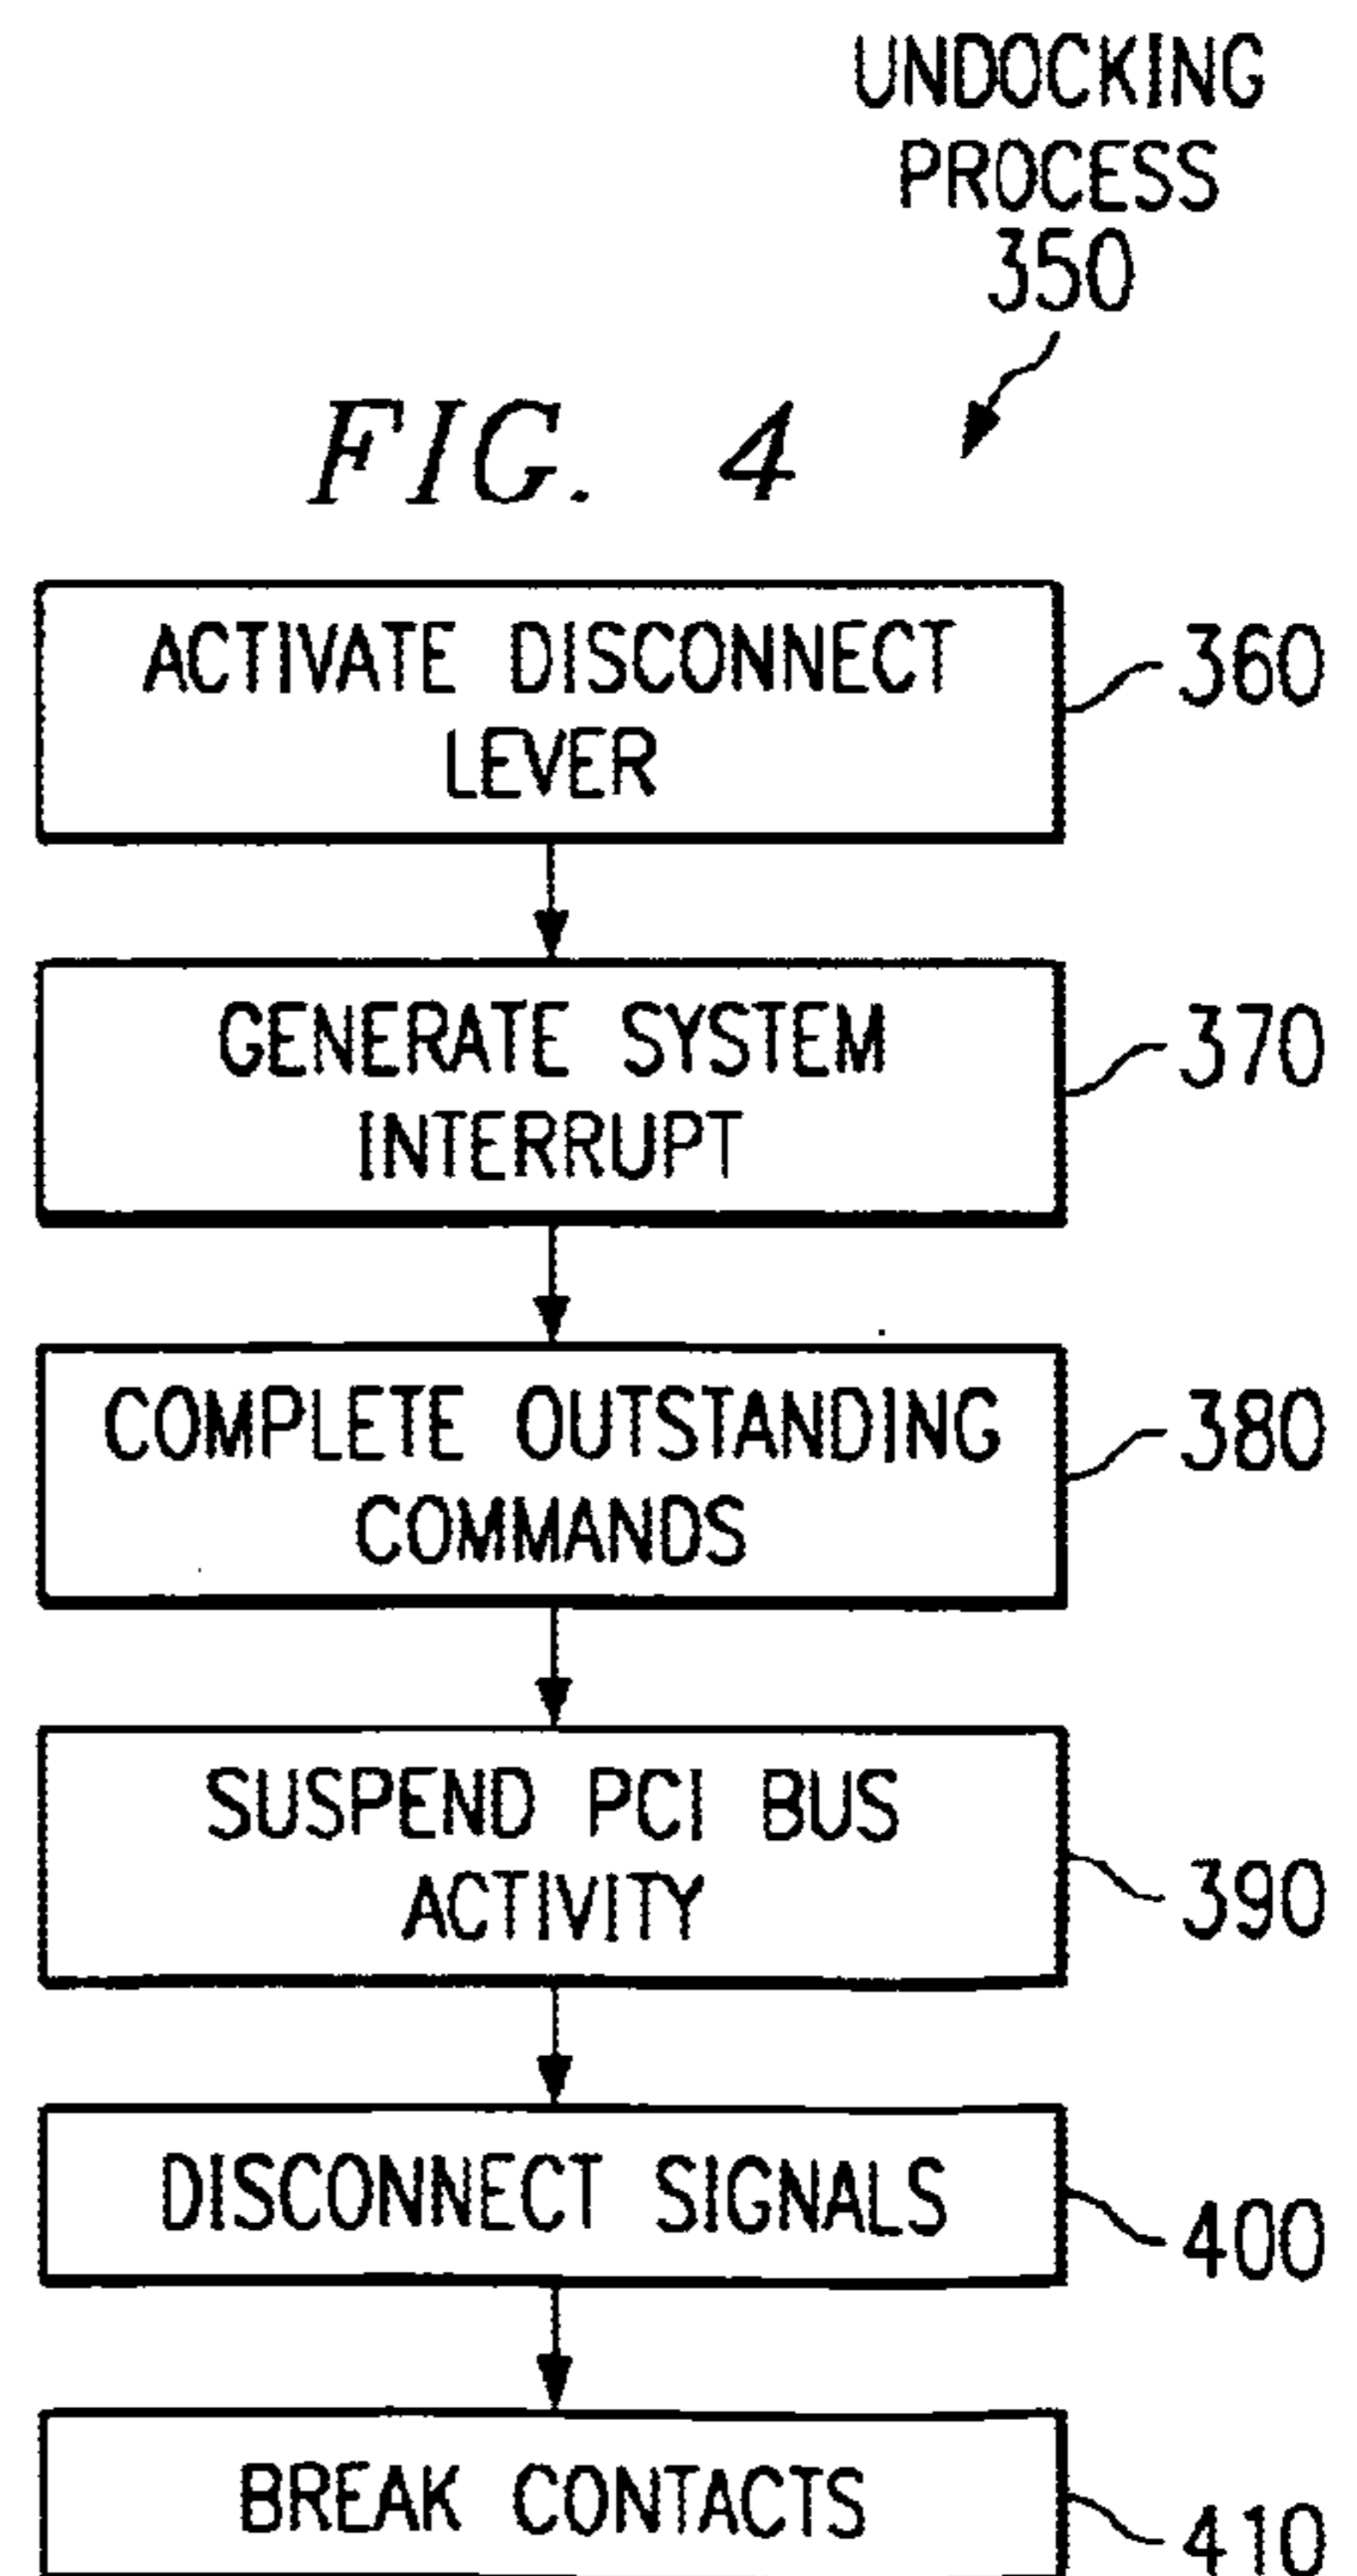 UNDOCKING
PROCESS
350
FIG. 4
ACTIVATE DISCONNECT
LEVER
360
GENERATE SYSTEM
INTERRUPT
370
COMPLETE OUTSTANDING
COMMANDS
380
SUSPEND PCI BUS
ACTIVITY
390
DISCONNECT SIGNALS
400
BREAK CONTACTS
410